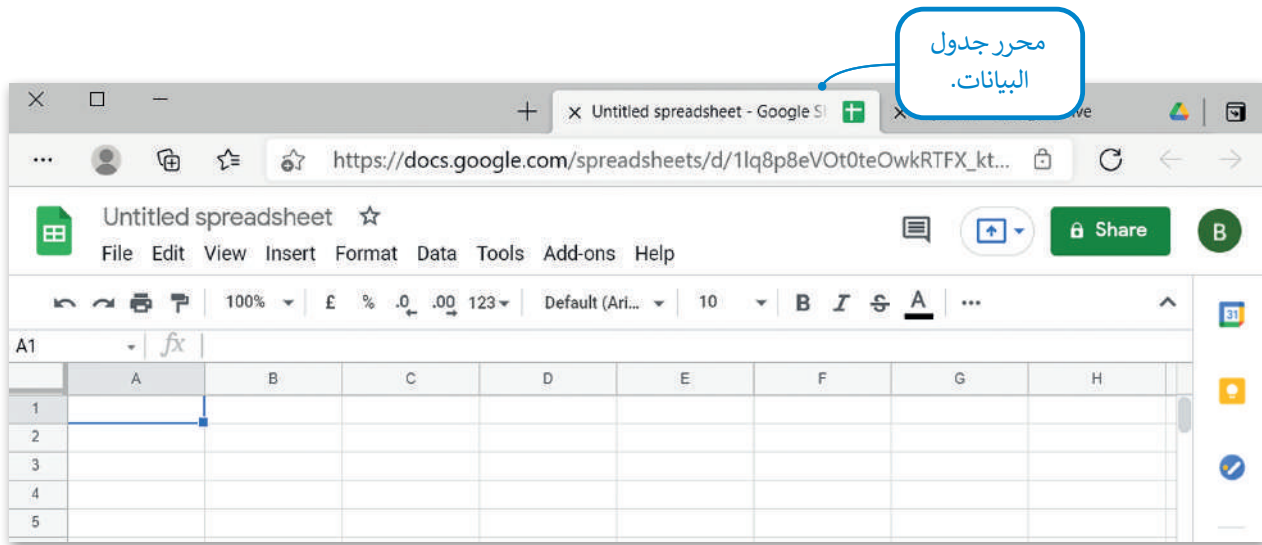 محرر جدول
البيانات.
Untitled spreadsheet - Google S
ive
https://docs.google.com/spreadsheets/d/1lq8p8eVOt0teOwkRTFX_kt...
Untitled spreadsheet
Share
B
File Edit View Insert Format Data Tools Add-ons Help
100% £ % .0 .00 123 Default (Ari... 10 B I S A ...
31
A1 fx
A B C D E F G H
1
2
3
4
5